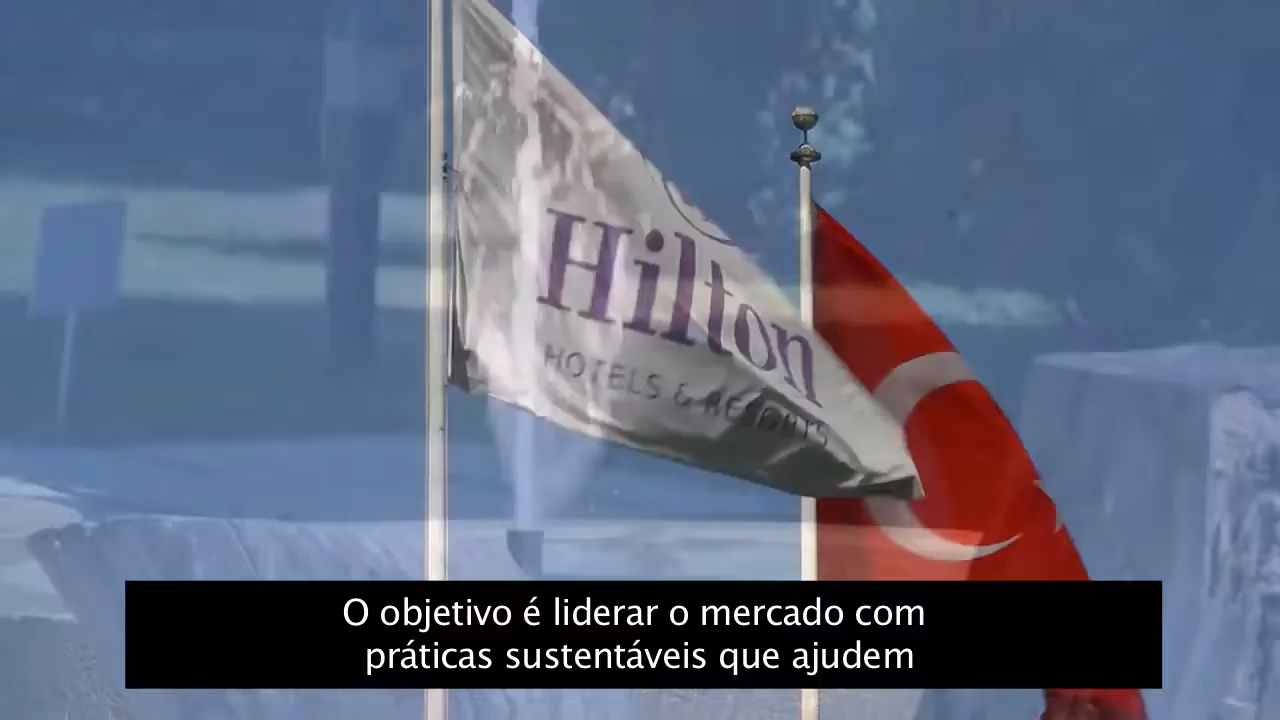 Hilton
HOTELS & RESORTS
O objetivo é liderar o mercado com
práticas sustentáveis que ajudem